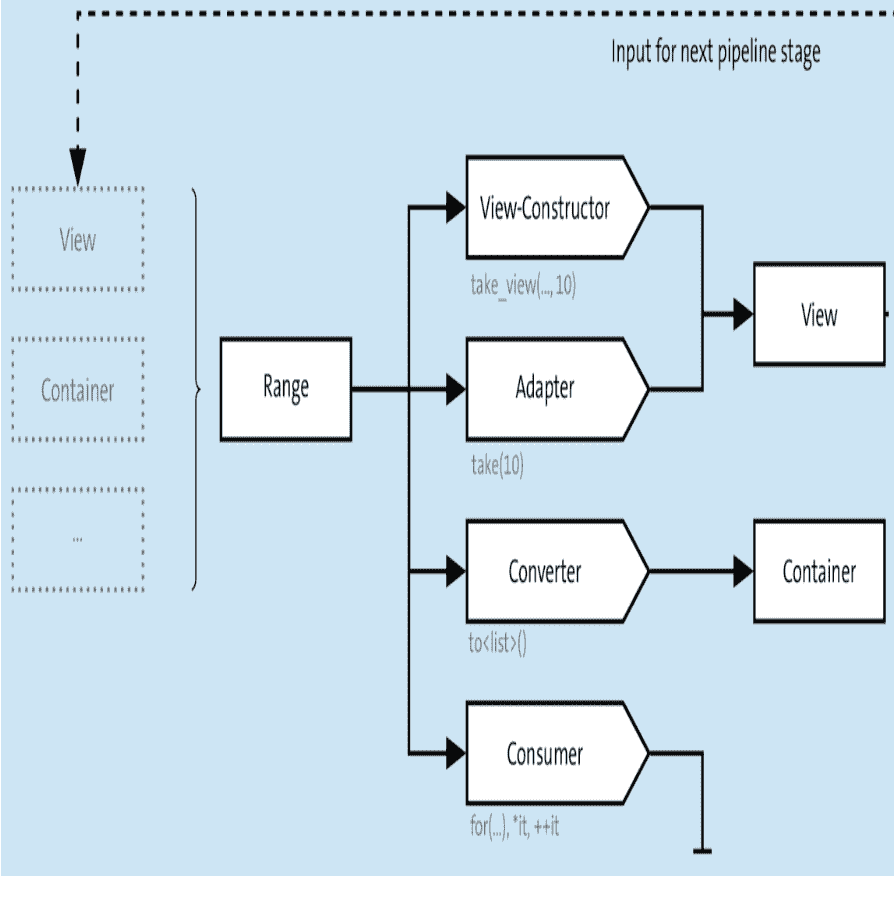 Input for next pipeline stage
View
Container
...
Range
View-Constructor
take_view(..., 10)
Adapter
take(10)
Converter
to<list>()
Consumer
for(...), *it, ++it
View
Container